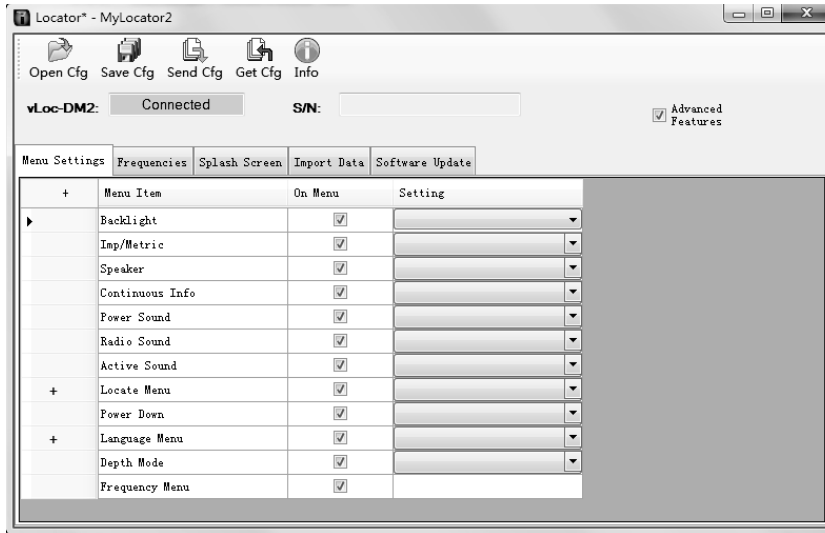 Locator* - MyLocator2
Open Cfg Save Cfg Send Cfg Get Cfg Info
vLoc-DM2: Connected S/N: Advanced Features
Menu Settings Frequencies Splash Screen Import Data Software Update
+ Menu Item On Menu Setting
Backlight
Imp/Metric
Speaker
Continuous Info
Power Sound
Radio Sound
Active Sound
+ Locate Menu
Power Down
+ Language Menu
Depth Mode
Frequency Menu